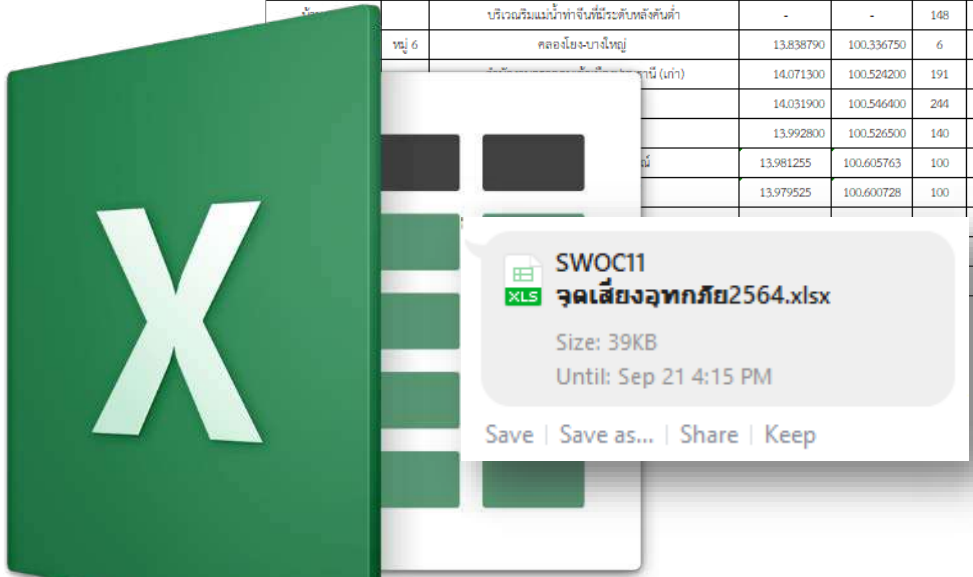 บริเวณริมแม่น้ำท่าจีนที่มีระดับหลังคันต่ำ - - 148
หมู่ 6 คลองโยง-บางใหญ่ 13.838790 100.336750 6
(เก่า) 14.071300 100.524200 191
14.031900 100.546400 244
13.992800 100.526500 140
13.981255 100.605763 100
13.979525 100.600728 100
X
SWOC11
XLS จุดเสี่ยงอุทกภัย2564.xlsx
Size: 39KB
Until: Sep 21 4:15 PM
Save | Save as... | Share | Keep